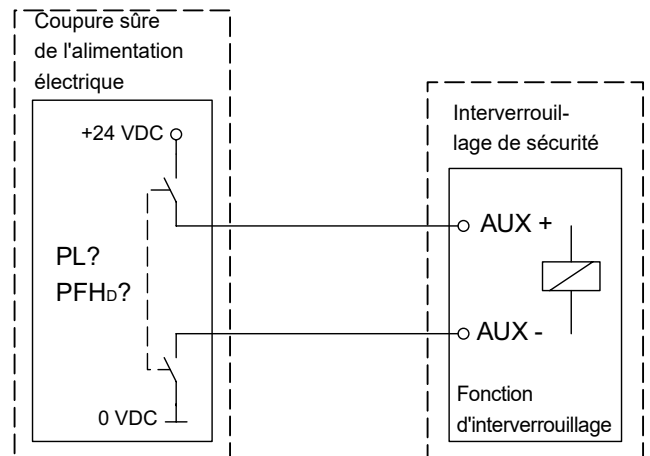 Coupure sûre
de l'alimentation
électrique
+24 VDC
PL?
PFHD?
0 VDC
Interverrouil-
lage de sécurité
AUX +
AUX -
Fonction
d'interverrouillage